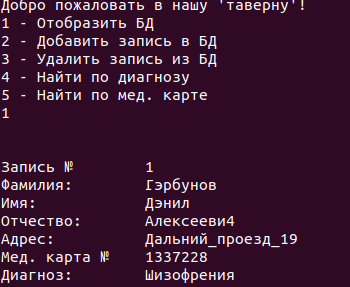 Добро пожаловать в нашу 'таверну'!
1 - Отобразить БД
2 - Добавить запись в БД
3 - Удалить запись из БД
4 - Найти по диагнозу
5 - Найти по мед. карте
1
Запись № 1
Фамилия: Гэрбунов
Имя: Дэнил
Отчество: Алексееви4
Адрес: Дальний_проезд_19
Мед. карта № 1337228
Диагноз: Шизофрения